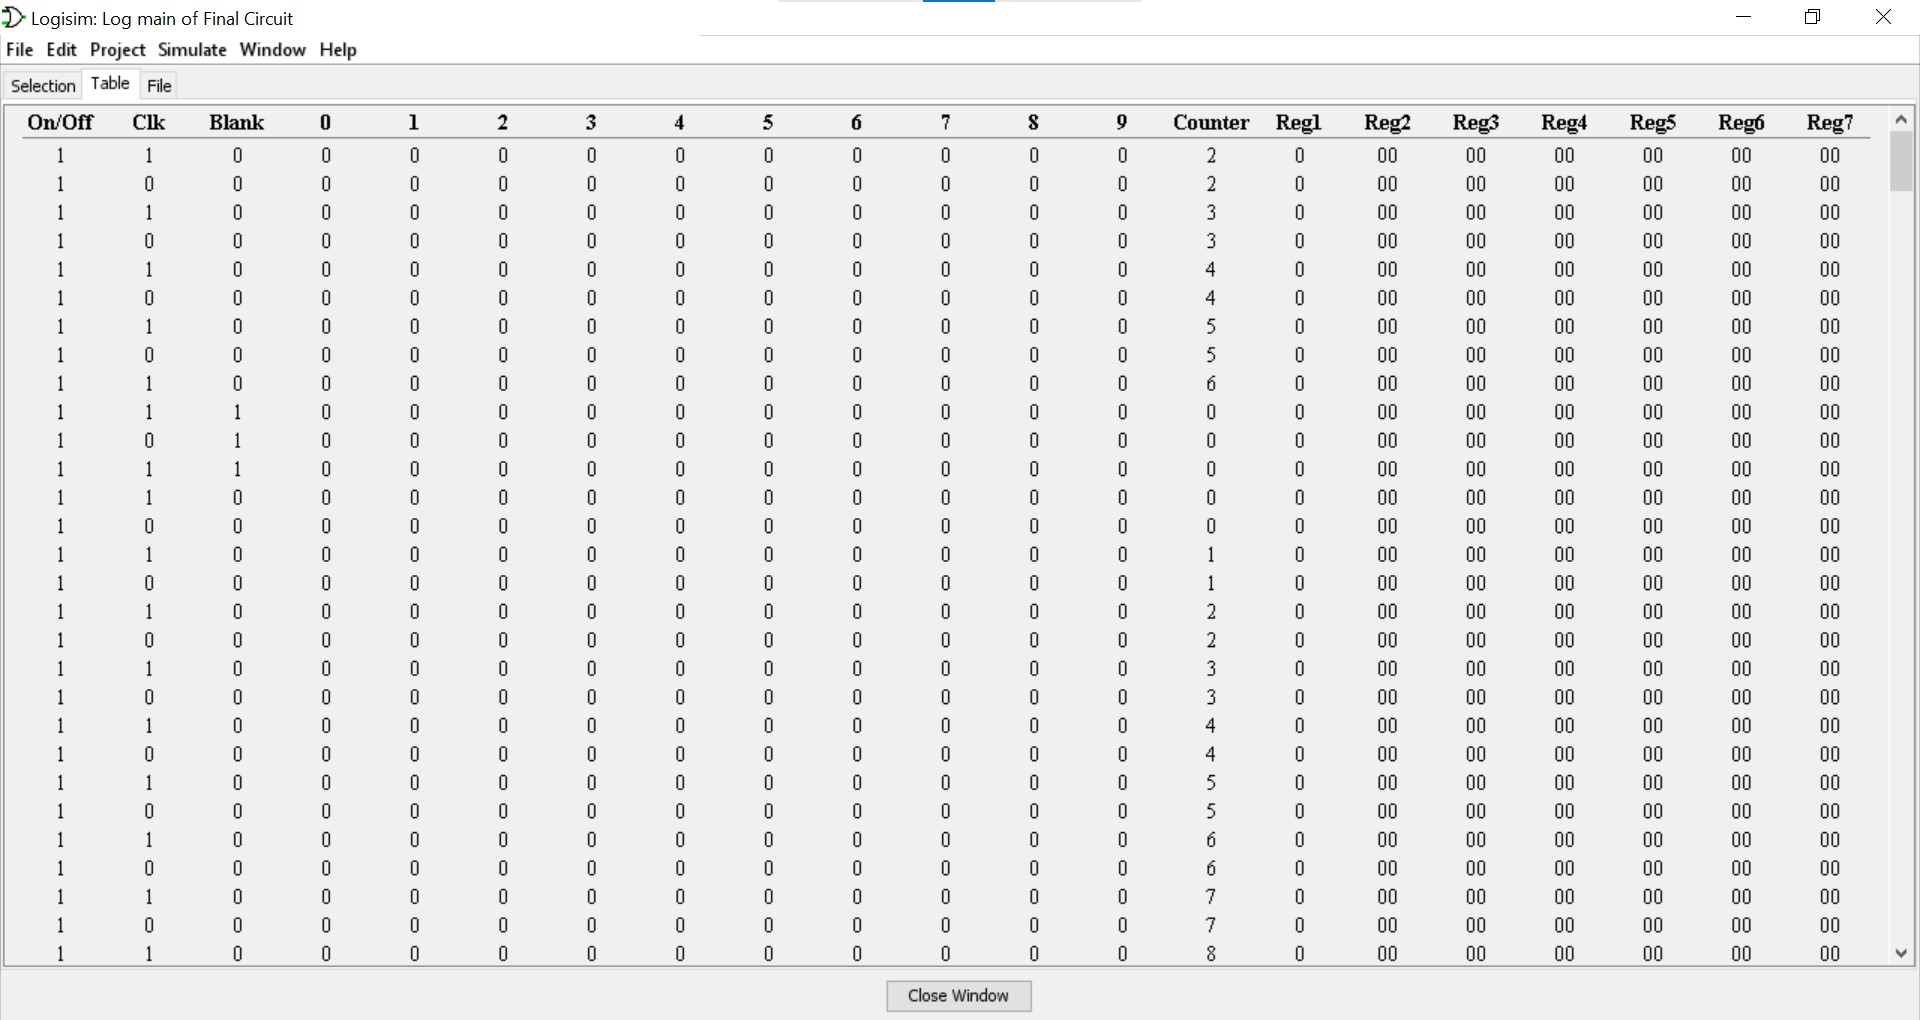 Logisim: Log main of Final Circuit
File Edit Project Simulate Window Help
Selection Table File
On/Off Clk Blank 0 1 2 3 4 5 6 7 8 9 Counter Reg1 Reg2 Reg3 Reg4 Reg5 Reg6 Reg7
1 1 0 0 0 0 0 0 0 0 0 0 0 2 0 00 00 00 00 00 00
1 0 0 0 0 0 0 0 0 0 0 0 0 2 0 00 00 00 00 00 00
1 1 0 0 0 0 0 0 0 0 0 0 0 3 0 00 00 00 00 00 00
1 0 0 0 0 0 0 0 0 0 0 0 0 3 0 00 00 00 00 00 00
1 1 0 0 0 0 0 0 0 0 0 0 0 4 0 00 00 00 00 00 00
1 0 0 0 0 0 0 0 0 0 0 0 0 4 0 00 00 00 00 00 00
1 1 0 0 0 0 0 0 0 0 0 0 0 5 0 00 00 00 00 00 00
1 0 0 0 0 0 0 0 0 0 0 0 0 5 0 00 00 00 00 00 00
1 1 0 0 0 0 0 0 0 0 0 0 0 6 0 00 00 00 00 00 00
1 1 1 0 0 0 0 0 0 0 0 0 0 0 0 00 00 00 00 00 00
1 0 1 0 0 0 0 0 0 0 0 0 0 0 0 00 00 00 00 00 00
1 1 1 0 0 0 0 0 0 0 0 0 0 0 0 00 00 00 00 00 00
1 1 0 0 0 0 0 0 0 0 0 0 0 0 0 00 00 00 00 00 00
1 0 0 0 0 0 0 0 0 0 0 0 0 0 0 00 00 00 00 00 00
1 1 0 0 0 0 0 0 0 0 0 0 0 1 0 00 00 00 00 00 00
1 0 0 0 0 0 0 0 0 0 0 0 0 1 0 00 00 00 00 00 00
1 1 0 0 0 0 0 0 0 0 0 0 0 2 0 00 00 00 00 00 00
1 0 0 0 0 0 0 0 0 0 0 0 0 2 0 00 00 00 00 00 00
1 1 0 0 0 0 0 0 0 0 0 0 0 3 0 00 00 00 00 00 00
1 0 0 0 0 0 0 0 0 0 0 0 0 3 0 00 00 00 00 00 00
1 1 0 0 0 0 0 0 0 0 0 0 0 4 0 00 00 00 00 00 00
1 0 0 0 0 0 0 0 0 0 0 0 0 4 0 00 00 00 00 00 00
1 1 0 0 0 0 0 0 0 0 0 0 0 5 0 00 00 00 00 00 00
1 0 0 0 0 0 0 0 0 0 0 0 0 5 0 00 00 00 00 00 00
1 1 0 0 0 0 0 0 0 0 0 0 0 6 0 00 00 00 00 00 00
1 0 0 0 0 0 0 0 0 0 0 0 0 6 0 00 00 00 00 00 00
1 1 0 0 0 0 0 0 0 0 0 0 0 7 0 00 00 00 00 00 00
1 0 0 0 0 0 0 0 0 0 0 0 0 7 0 00 00 00 00 00 00
1 1 0 0 0 0 0 0 0 0 0 0 0 8 0 00 00 00 00 00 00
Close Window